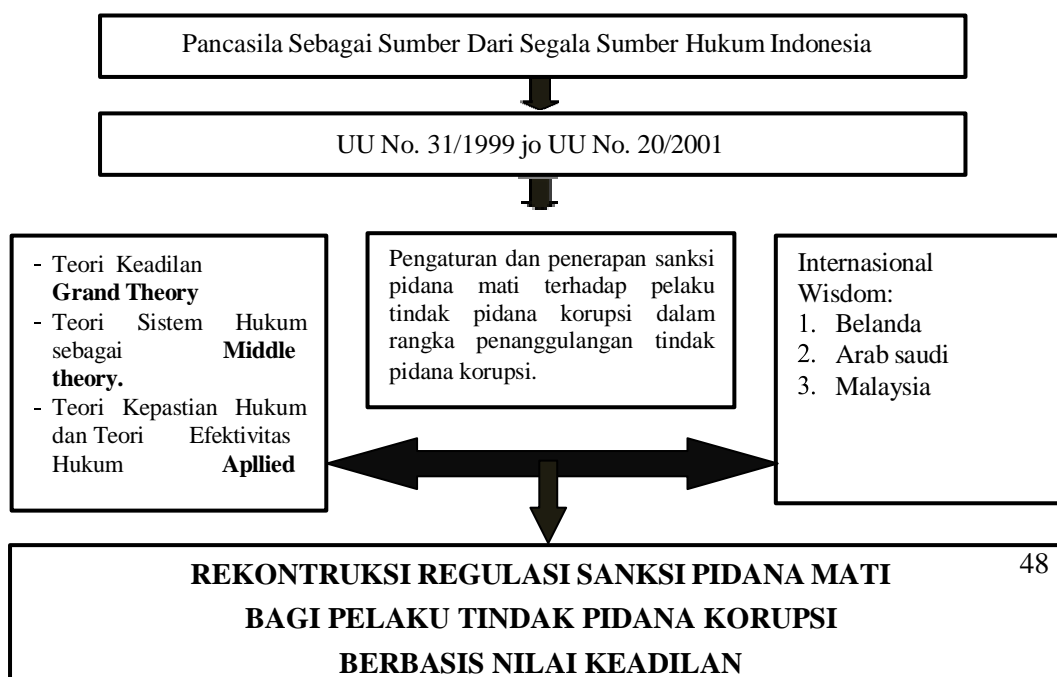 Pancasila Sebagai Sumber Dari Segala Sumber Hukum Indonesia
UU No. 31/1999 jo UU No. 20/2001
- Teori Keadilan
Grand Theory
- Teori Sistem Hukum
sebagai Middle
theory.
- Teori Kepastian Hukum
dan Teori Efektivitas
Hukum Apllied
Pengaturan dan penerapan sanksi
pidana mati terhadap pelaku
tindak pidana korupsi dalam
rangka penanggulangan tindak
pidana korupsi.
Internasional
Wisdom:
1. Belanda
2. Arab saudi
3. Malaysia
48
REKONTRUKSI REGULASI SANKSI PIDANA MATI
BAGI PELAKU TINDAK PIDANA KORUPSI
BERBASIS NILAI KEADILAN